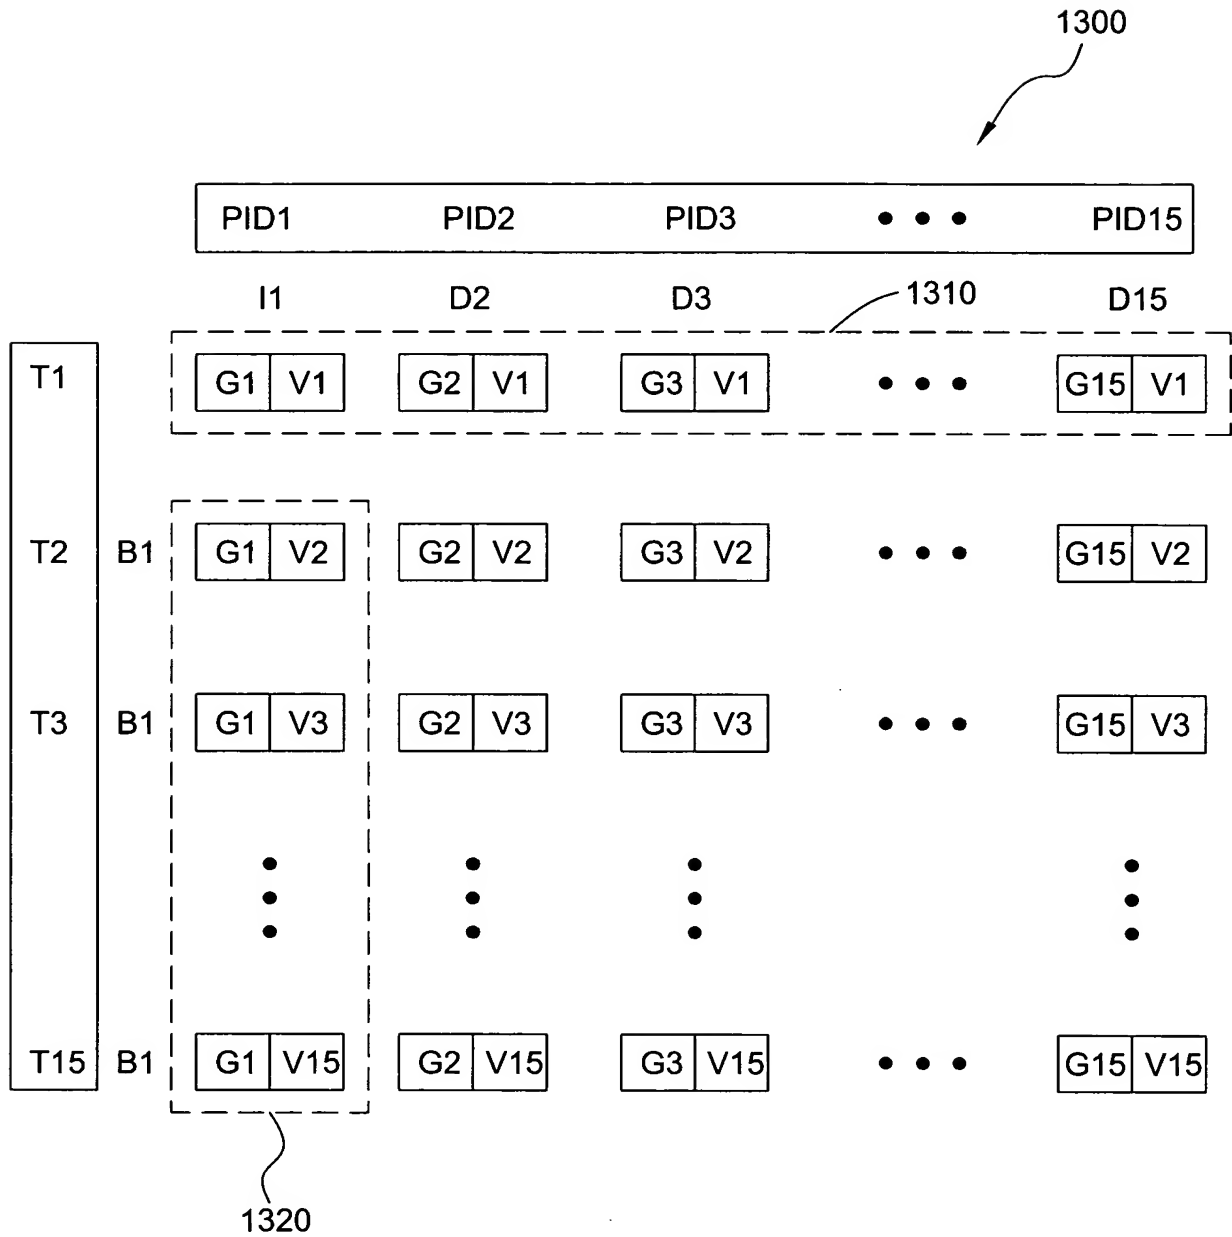 1300
PID1 PID2 PID3 • • • PID15
I1 D2 D3 1310 D15
T1 G1 V1 G2 V1 G3 V1 • • • G15 V1
T2 B1 G1 V2 G2 V2 G3 V2 • • • G15 V2
T3 B1 G1 V3 G2 V3 G3 V3 • • • G15 V3
T15 B1 G1 V15 G2 V15 G3 V15 • • • G15 V15
1320